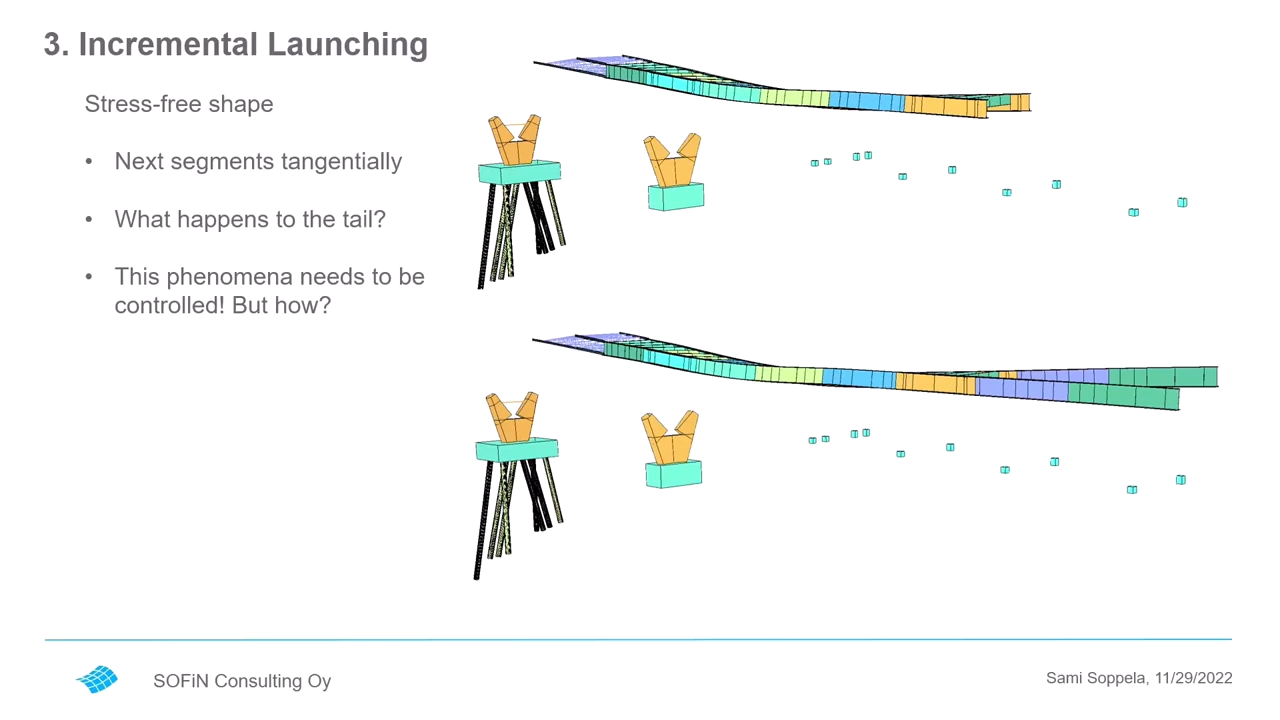 3. Incremental Launching
Stress-free shape
• Next segments tangentially
• What happens to the tail?
• This phenomena needs to be
controlled! But how?
SOFiN Consulting Oy
Sami Soppela, 11/29/2022